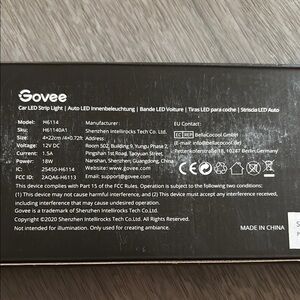 Govee
Car LED Strip Light | Auto LED Innenbeleuchtung | Bande LED Voiture | Tiras LED para coche | Striscia LED Auto
Model: H6114
Sku: H61140A1
Size: 4×22cm /4×0.72ft
Voltage: 12V DC
Current: 1.5A
Power: 18W
IC: 25450-H6114
FCC ID: 2AQA6-H6113
Manufacturer:
Shenzhen Intellirocks Tech Co. Ltd.
Address:
Room 502, Building 9, Yungu Phase 2,
Pingshan 1st Road, Taoyuan Street,
Nanshan, Shenzhen, Guangdong, China
Web: www.govee.com
Email: support@govee.com
EU Contact:
EC REP BellaCocool GmbH
E-mail: info@bellacocool.de
18, 10247 Berlin, Germany
This device complies with Part 15 of the FCC Rules. Operation is subject to the following two conditions:
(1) This device may not cause harmful interference, and (2) This device must accept any interference received,
including interference that may cause undesired operation.
Govee is a trademark of Shenzhen Intellirocks Tech Co.Ltd.
Copyright ©2020 Shenzhen Intellirocks Tech Co.Ltd. All Rights Reserved.
Not intended for illumination. Only used for creating ambient.
MADE IN CHINA